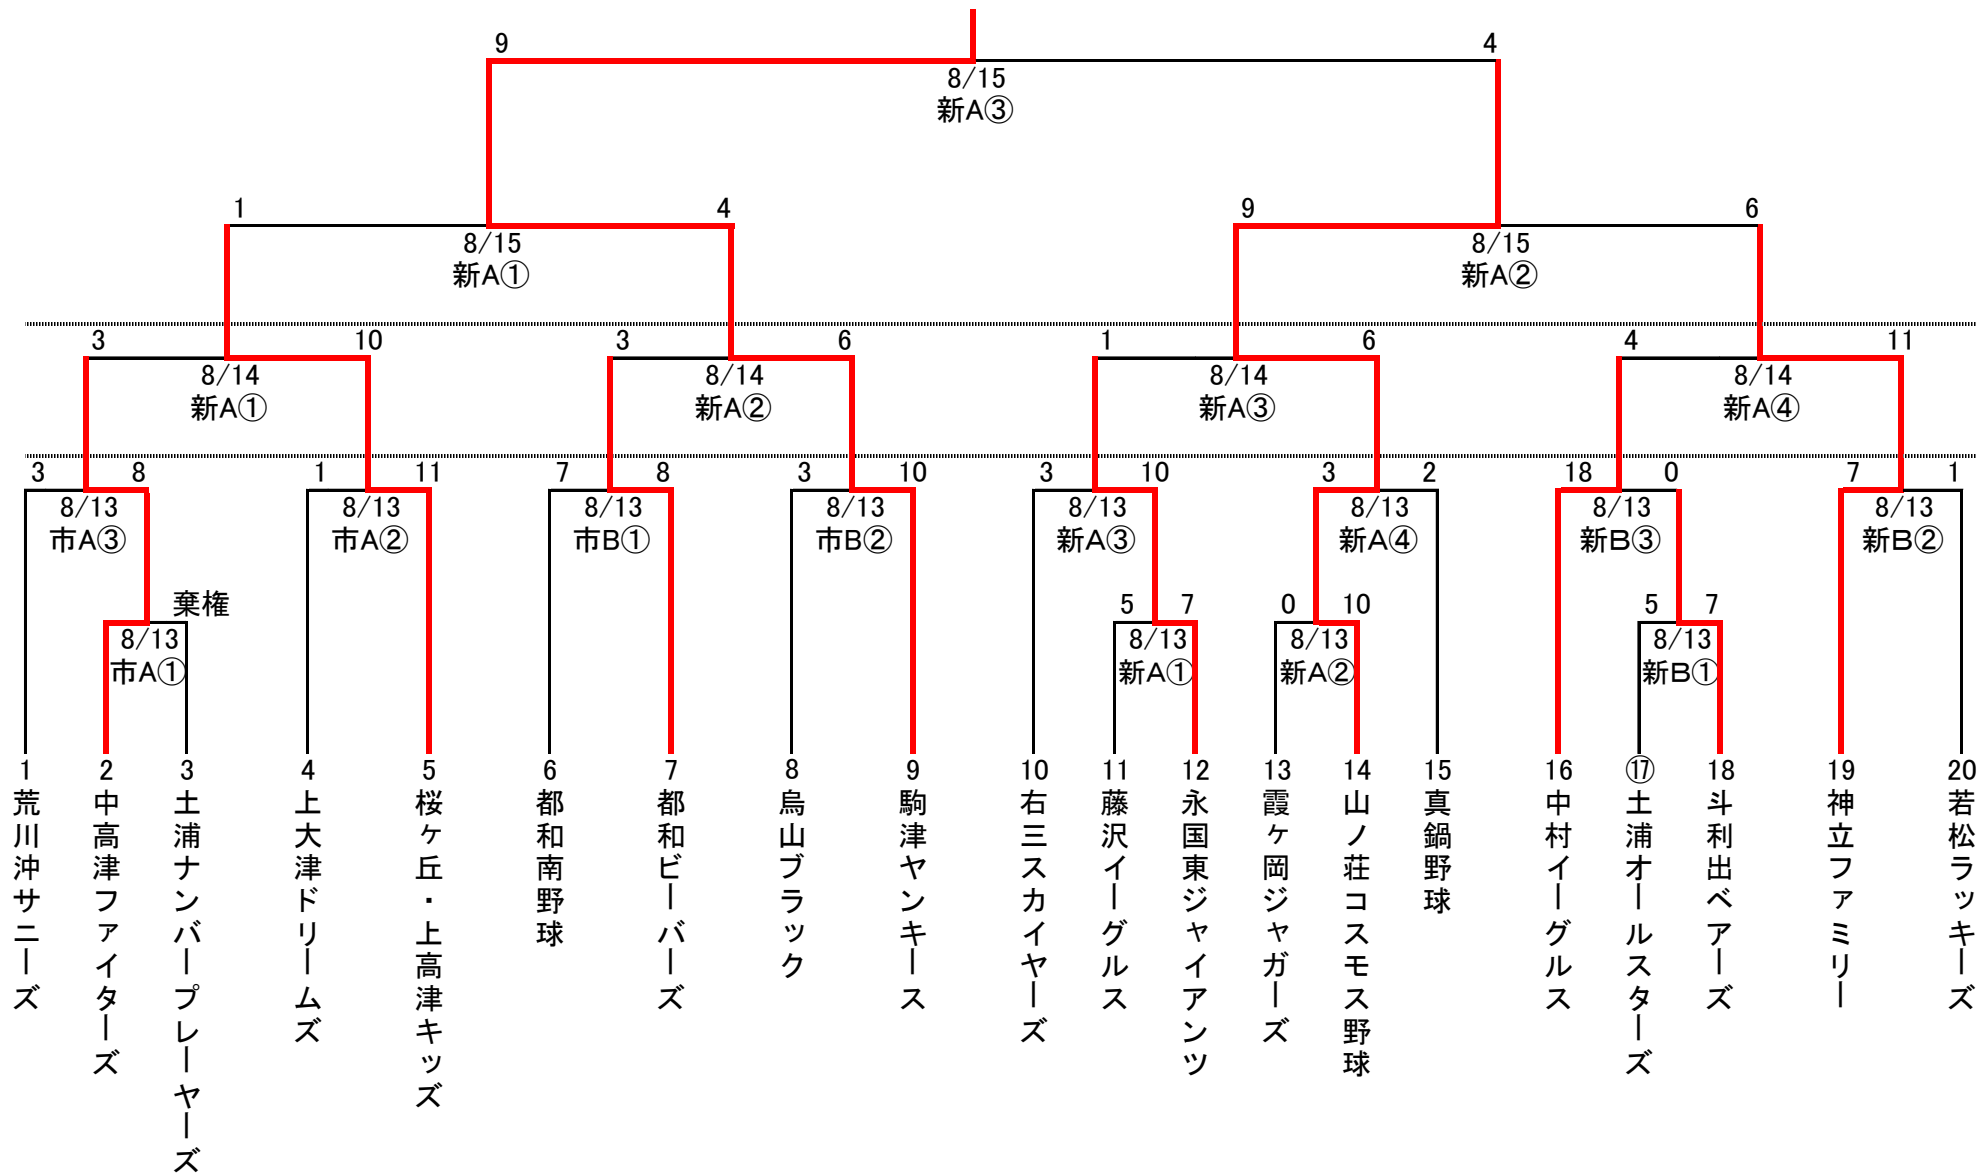 9 4
8/15
新A③
1 4 9 6
8/15 8/15
新A① 新A②
3 10 3 6 1 6 4 11
8/14 8/14 8/14 8/14
新A① 新A② 新A③ 新A④
3 8 1 11 7 8 3 10 3 10 3 2 18 0 7 1
8/13 8/13 8/13 8/13 8/13 8/13 8/13 8/13
市A③ 市A② 市B① 市B② 新A③ 新A④ 新B③ 新B②
棄権 5 7 0 10 5 7
8/13 8/13 8/13 8/13
市A① 新A① 新A② 新B①
1 荒川沖サニーズ
2 中高津ファイターズ
3 土浦ナンバープレーヤーズ
4 上大津ドリームズ
5 桜ヶ丘・上高津キッズ
6 都和南野球
7 都和ビーバーズ
8 烏山ブラック
9 駒津ヤンキース
10 右三スカイヤーズ
11 藤沢イーグルス
12 永国東ジャイアンツ
13 霞ヶ岡ジャガーズ
14 山ノ荘コスモス野球
15 真鍋野球
16 中村イーグルス
⑰ 土浦オールスターズ
18 斗利出ベアーズ
19 神立ファミリー
20 若松ラッキーズ